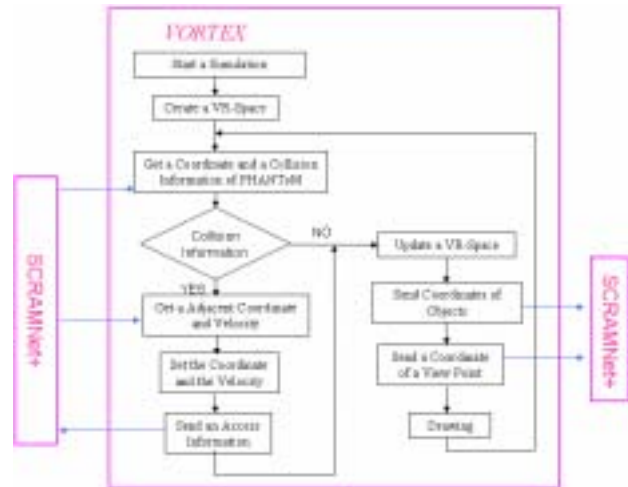 VORTEX
Start a Simulation
Create a VR-Space
Get a Coordinate and a Collision
Information of PHANToM
Collision
Information
NO
YES
Get a Adjacent Coordinate
and Velocity
Set the Coordinate
and the Velocity
Send an Access
Information
Update a VR-Space
Send Coordinates of
Objects
Send a Coordinate
of a View Point
Drawing
SCRAMNet+
SCRAMNet+